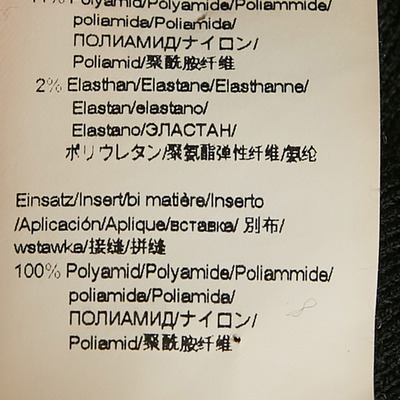 11% Polyamid/Polyamide/Poliammide/
poliamida/Poliamida/
ПОЛИАМИД/ナイロン/
Poliamid/聚酰胺纤维
2% Elasthan/Elastane/Elasthanne/
Elastan/elastano/
Elastano/ЭЛАСТАН/
ポリウレタン/聚氨酯弹性纤维/氨纶
Einsatz/Insert/bi matière/Inserto
/Aplicación/Aplique/вставка/ 別布/
wstawka/接缝/拼缝
100% Polyamid/Polyamide/Poliammide/
poliamida/Poliamida/
ПОЛИАМИД/ナイロン/
Poliamid/聚酰胺纤维